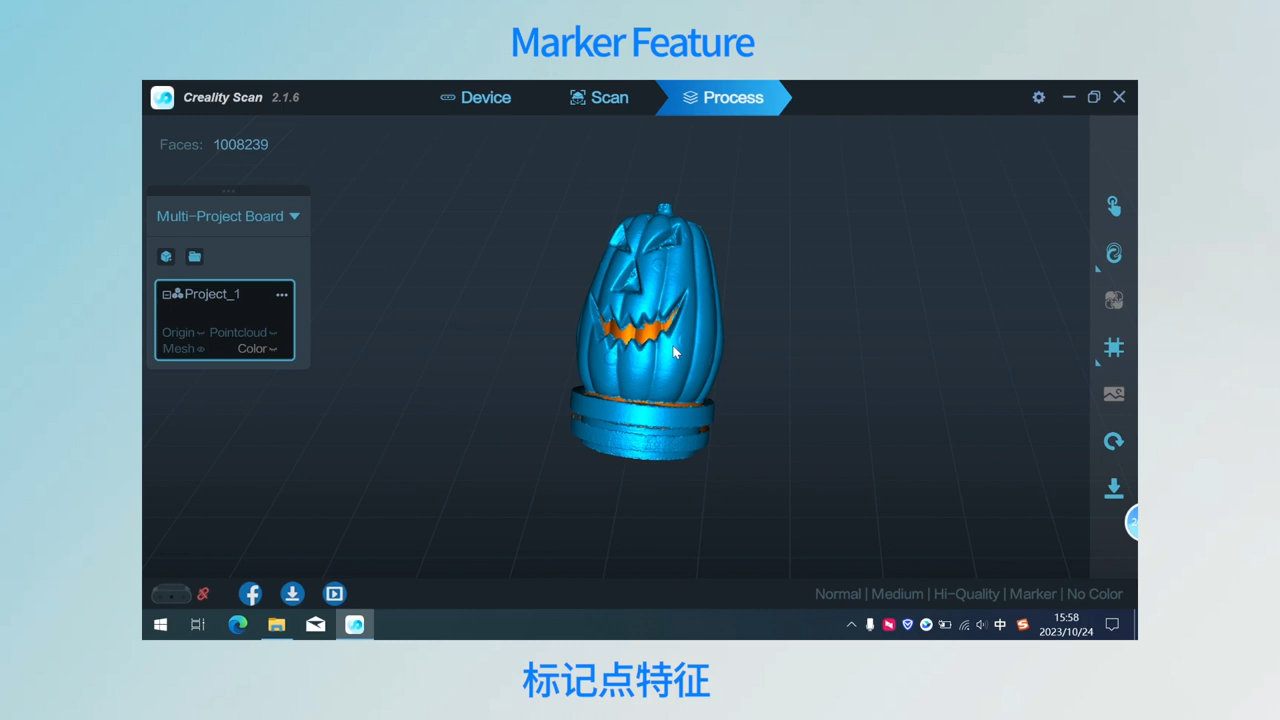 Marker Feature
Creality Scan 2.1.6
Device
Scan
Process
Faces: 1008239
Multi-Project Board
Project_1
Origin
Pointcloud
Mesh
Color
Normal | Medium | Hi-Quality | Marker | No Color
中
15:58
2023/10/24
标记点特征